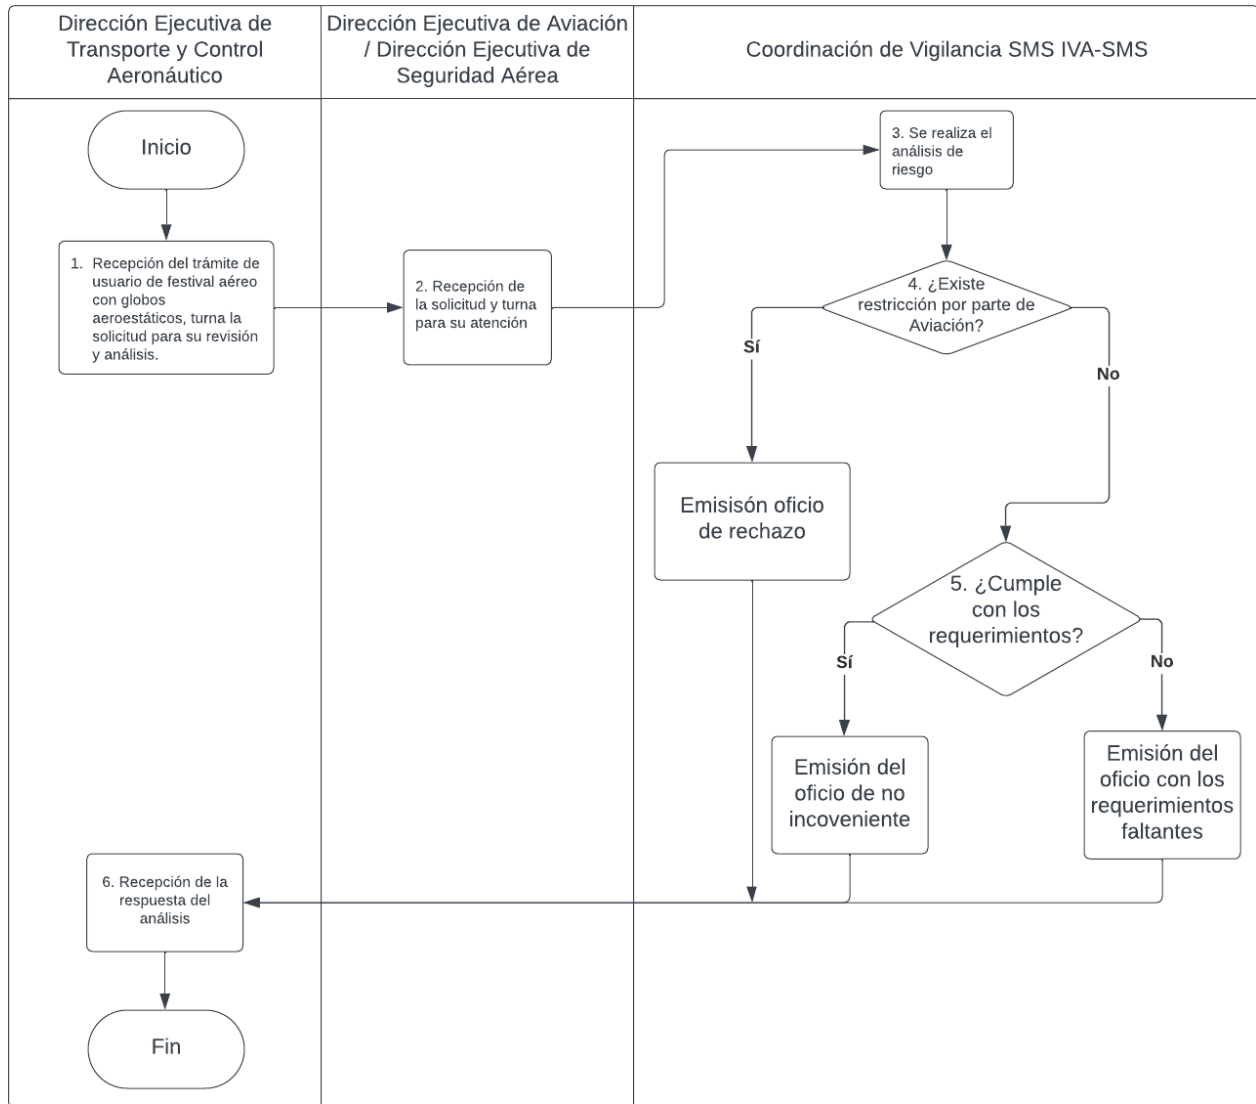 Dirección Ejecutiva de
Transporte y Control
Aeronáutico
Dirección Ejecutiva de Aviación
/ Dirección Ejecutiva de
Seguridad Aérea
Coordinación de Vigilancia SMS IVA-SMS
Inicio
1. Recepción del trámite de
usuario de festival aéreo
con globos
aeroestáticos, turna la
solicitud para su revisión
y análisis.
2. Recepción de
la solicitud y turna
para su atención
3. Se realiza el
análisis de
riesgo
4. ¿Existe
restricción por parte de
Aviación?
Sí
No
Emisisón oficio
de rechazo
5. ¿Cumple
con los
requerimientos?
Sí
No
Emisión del
oficio de no
incoveniente
Emisión del
oficio con los
requerimientos
faltantes
6. Recepción de la
respuesta del
análisis
Fin